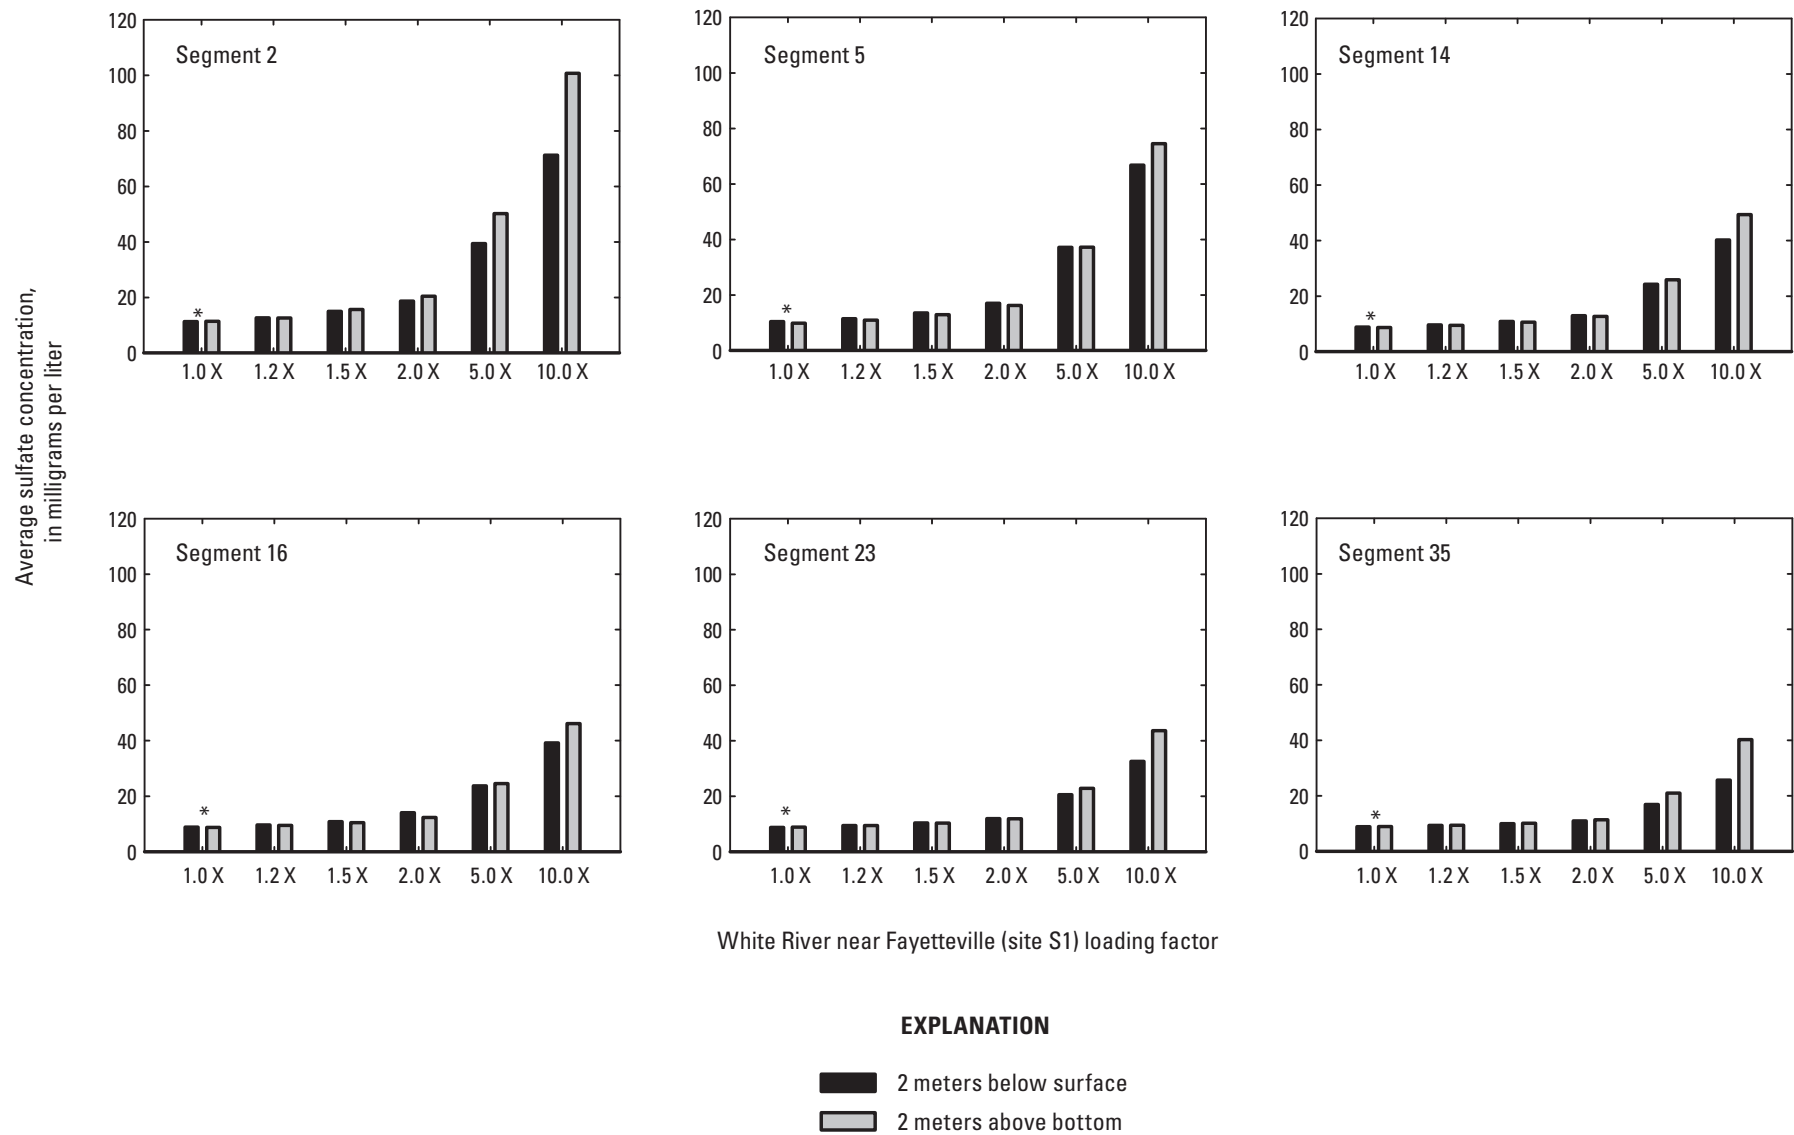 Average sulfate concentration,
in milligrams per liter
Segment 2
120
100
80
60
40
20
0
*
1.0 X 1.2 X 1.5 X 2.0 X 5.0 X 10.0 X
Segment 5
120
100
80
60
40
20
0
*
1.0 X 1.2 X 1.5 X 2.0 X 5.0 X 10.0 X
Segment 14
120
100
80
60
40
20
0
*
1.0 X 1.2 X 1.5 X 2.0 X 5.0 X 10.0 X
Segment 16
120
100
80
60
40
20
0
*
1.0 X 1.2 X 1.5 X 2.0 X 5.0 X 10.0 X
Segment 23
120
100
80
60
40
20
0
*
1.0 X 1.2 X 1.5 X 2.0 X 5.0 X 10.0 X
Segment 35
120
100
80
60
40
20
0
*
1.0 X 1.2 X 1.5 X 2.0 X 5.0 X 10.0 X
White River near Fayetteville (site S1) loading factor
EXPLANATION
2 meters below surface
2 meters above bottom